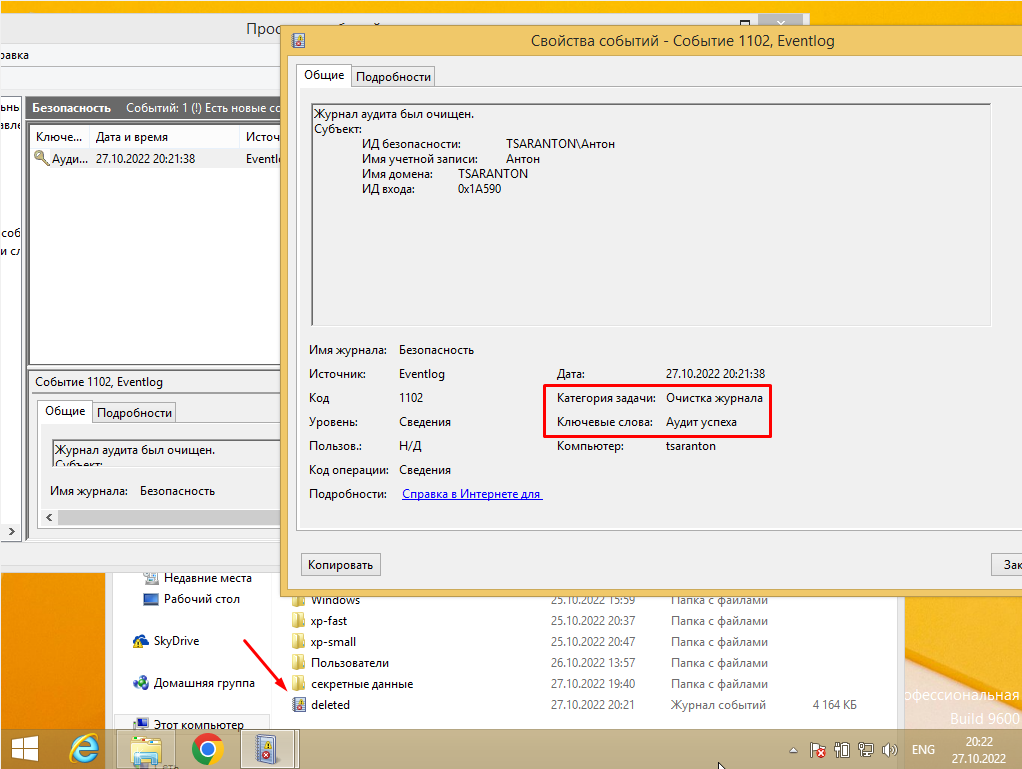 Свойства событий - Событие 1102, Eventlog
Общие Подробности
Безопасность Событий: 1 (!) Есть новые
Ключе... Дата и время
Ауди... 27.10.2022 20:21:38
Журнал аудита был очищен.
Субъект:
ИД безопасности: TSARANTON\Антон
Имя учетной записи: Антон
Имя домена: TSARANTON
ИД входа: 0x1A590
Имя журнала: Безопасность
Источник: Eventlog Дата: 27.10.2022 20:21:38
Код 1102 Категория задачи: Очистка журнала
Уровень: Сведения Ключевые слова: Аудит успеха
Пользов.: Н/Д Компьютер: tsaranton
Код операции: Сведения
Подробности: Справка в Интернете для
Копировать
Событие 1102, Eventlog
Общие Подробности
Журнал аудита был очищен.
Субъект:
Имя журнала: Безопасность
Недавние места
Рабочий стол
SkyDrive
Домашняя группа
Этот компьютер
Windows 25.10.2022 15:59 Папка с файлами
xp-fast 25.10.2022 20:37 Папка с файлами
xp-small 25.10.2022 20:47 Папка с файлами
Пользователи 26.10.2022 13:57 Папка с файлами
секретные данные 27.10.2022 19:40 Папка с файлами
deleted 27.10.2022 20:21 Журнал событий 4 164 КБ
Build 9600
ENG
20:22
27.10.2022